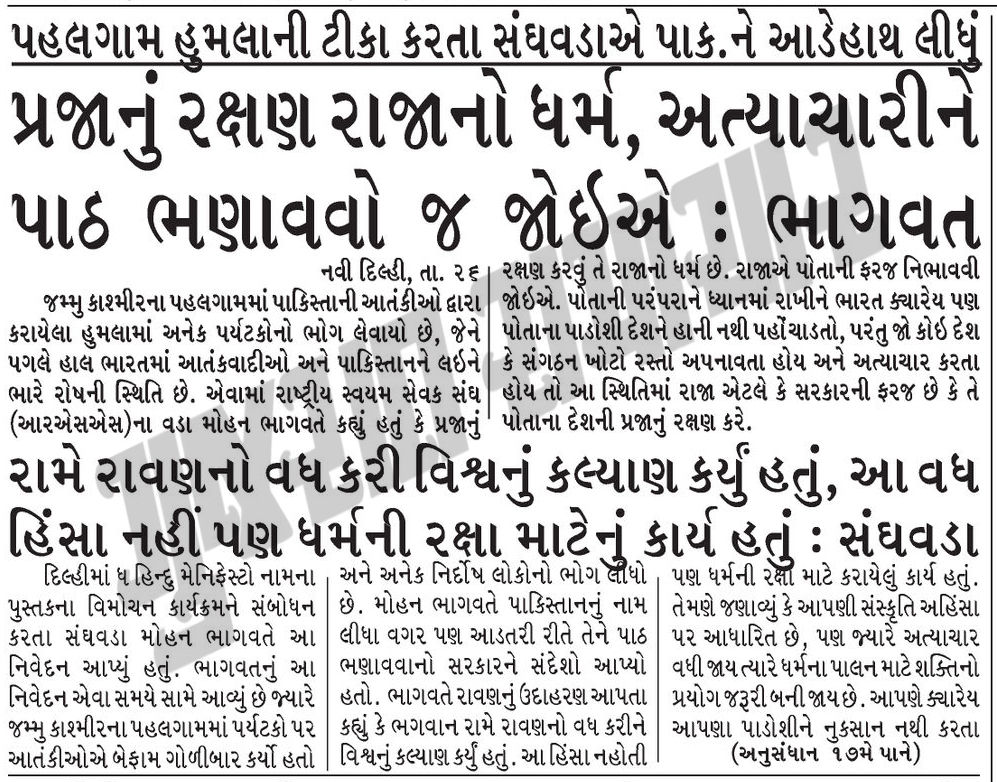 પહલગામ હુમલાની ટીકા કરતા સંઘવડાએ પાક.ને આડેહાથ લીધું
પ્રજાનું રક્ષણ રાજાનો ધર્મ, અત્યાચારીને
પાઠ ભણાવવો જ જોઇએ : ભાગવત
નવી દિલ્હી, તા. ૨૬
જમ્મુ કાશ્મીરના પહલગામમાં પાકિસ્તાની આતંકીઓ દ્વારા
કરાયેલા હુમલામાં અનેક પર્યટકોનો ભોગ લેવાયો છે, જેને
પગલે હાલ ભારતમાં આતંકવાદીઓ અને પાકિસ્તાનને લઇને
ભારે રોષની સ્થિતિ છે. એવામાં રાષ્ટ્રીય સ્વયમ સેવક સંઘ
(આરએસએસ)ના વડા મોહન ભાગવતે કહ્યું હતું કે પ્રજાનું
રક્ષણ કરવું તે રાજાનો ધર્મ છે. રાજાએ પોતાની ફરજ નિભાવવી
જોઇએ. પોતાની પરંપરાને ધ્યાનમાં રાખીને ભારત ક્યારેય પણ
પોતાના પાડોશી દેશને હાની નથી પહોંચાડતો, પરંતુ જો કોઇ દેશ
કે સંગઠન ખોટો રસ્તો અપનાવતા હોય અને અત્યાચાર કરતા
હોય તો આ સ્થિતિમાં રાજા એટલે કે સરકારની ફરજ છે કે તે
પોતાના દેશની પ્રજાનું રક્ષણ કરે.
રામે રાવણનો વધ કરી વિશ્વનું કલ્યાણ કર્યું હતું, આ વધ
હિંસા નહીં પણ ધર્મની રક્ષા માટેનું કાર્ય હતું : સંઘવડા
દિલ્હીમાં ધ હિન્દુ મેનિફેસ્ટો નામના
પુસ્તકના વિમોચન કાર્યક્રમને સંબોધન
કરતા સંઘવડા મોહન ભાગવતે આ
નિવેદન આપ્યું હતું. ભાગવતનું આ
નિવેદન એવા સમયે સામે આવ્યું છે જ્યારે
જમ્મુ કાશ્મીરના પહલગામમાં પર્યટકો પર
આતંકીઓએ બેફામ ગોળીબાર કર્યો હતો
અને અનેક નિર્દોષ લોકોનો ભોગ લીધો
છે. મોહન ભાગવતે પાકિસ્તાનનું નામ
લીધા વગર પણ આડતરી રીતે તેને પાઠ
ભણાવવાનો સરકારને સંદેશો આપ્યો
હતો. ભાગવતે રાવણનું ઉદાહરણ આપતા
કહ્યું કે ભગવાન રામે રાવણનો વધ કરીને
વિશ્વનું કલ્યાણ કર્યું હતું. આ હિંસા નહોતી
પણ ધર્મની રક્ષા માટે કરાયેલું કાર્ય હતું.
તેમણે જણાવ્યું કે આપણી સંસ્કૃતિ અહિંસા
પર આધારિત છે, પણ જ્યારે અત્યાચાર
વધી જાય ત્યારે ધર્મના પાલન માટે શક્તિનો
પ્રયોગ જરૂરી બની જાય છે. આપણે ક્યારેય
આપણા પાડોશીને નુકસાન નથી કરતા
(અનુસંધાન ૧૭મે પાને)
ગુજરાત સમાચાર